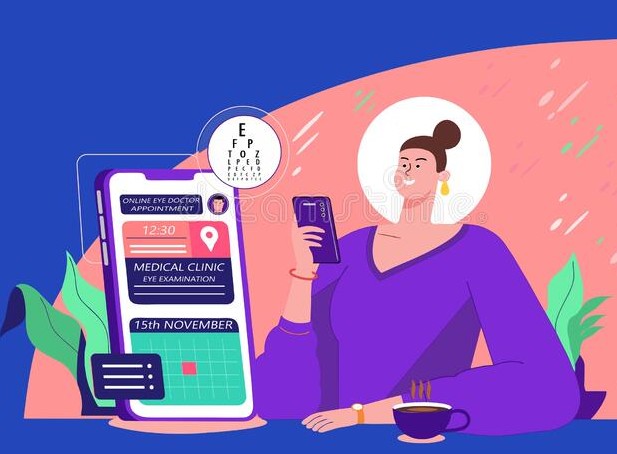 E
F P
T O Z
L P E D
ONLINE EYE DOCTOR
APPOINTMENT
12:30
MEDICAL CLINIC
EYE EXAMINATION
15th NOVEMBER